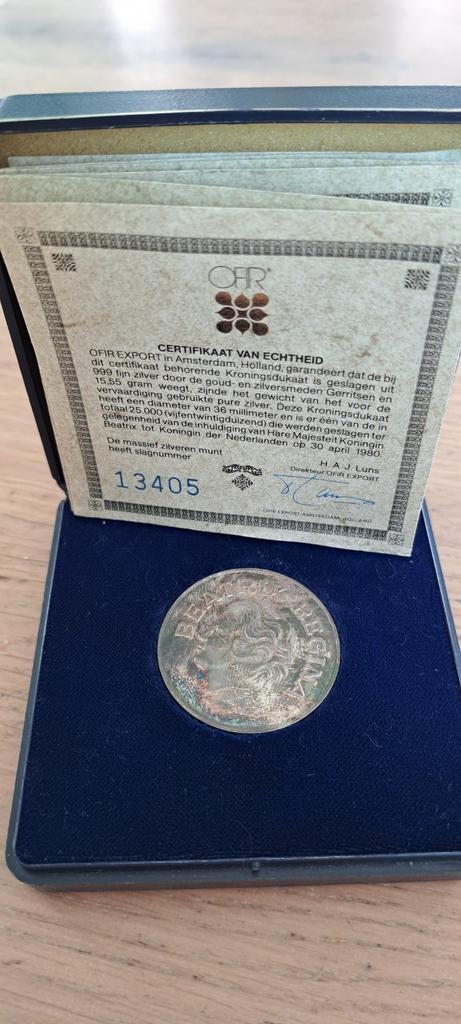 OFIR®
CERTIFIKAAT VAN ECHTHEID
OFIR EXPORT in Amsterdam, Holland, garandeert dat de bij
dit certifikaat behorende Kroningsdukaat is geslagen uit
999 fijn zilver door de goud- en zilversmeden Gerritsen en
15,55 gram weegt, zijnde het gewicht van het voor de
vervaardiging gebruikte pure zilver. Deze Kroningsdukaat
heeft een diameter van 36 millimeter en is er één van de in
totaal 25.000 (vijfentwintigduizend) die werden geslagen ter
gelegenheid van de inhuldiging van Hare Majesteit Koningin
Beatrix tot Koningin der Nederlanden op 30 april 1980.
De massief zilveren munt
heeft slagnummer
13405
H.A.J. Luns
Direkteur OFIR EXPORT
OFIR EXPORT-AMSTERDAM-HOLLAND
BEATRIX REGINA